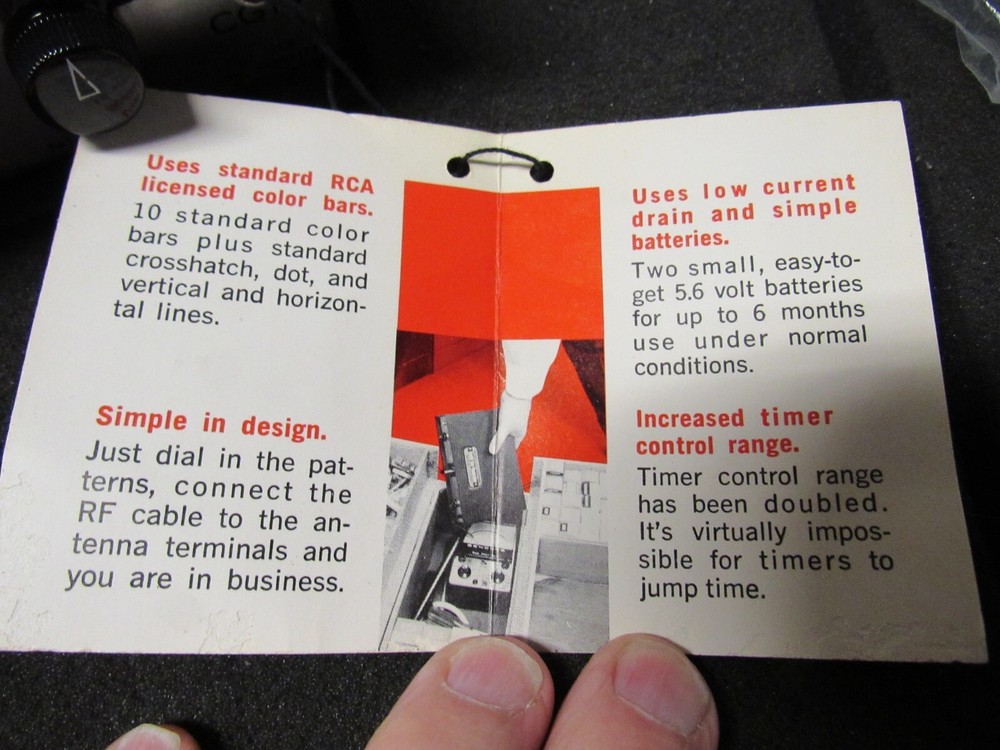 CG1
Uses standard RCA
licensed color bars.
10 standard color
bars plus standard
crosshatch, dot, and
vertical and horizon-
tal lines.
Simple in design.
Just dial in the pat-
terns, connect the
RF cable to the an-
tenna terminals and
you are in business.
Uses low current
drain and simple
batteries.
Two small, easy-to-
get 5.6 volt batteries
for up to 6 months
use under normal
conditions.
Increased timer
control range.
Timer control range
has been doubled.
It's virtually impos-
sible for timers to
jump time.